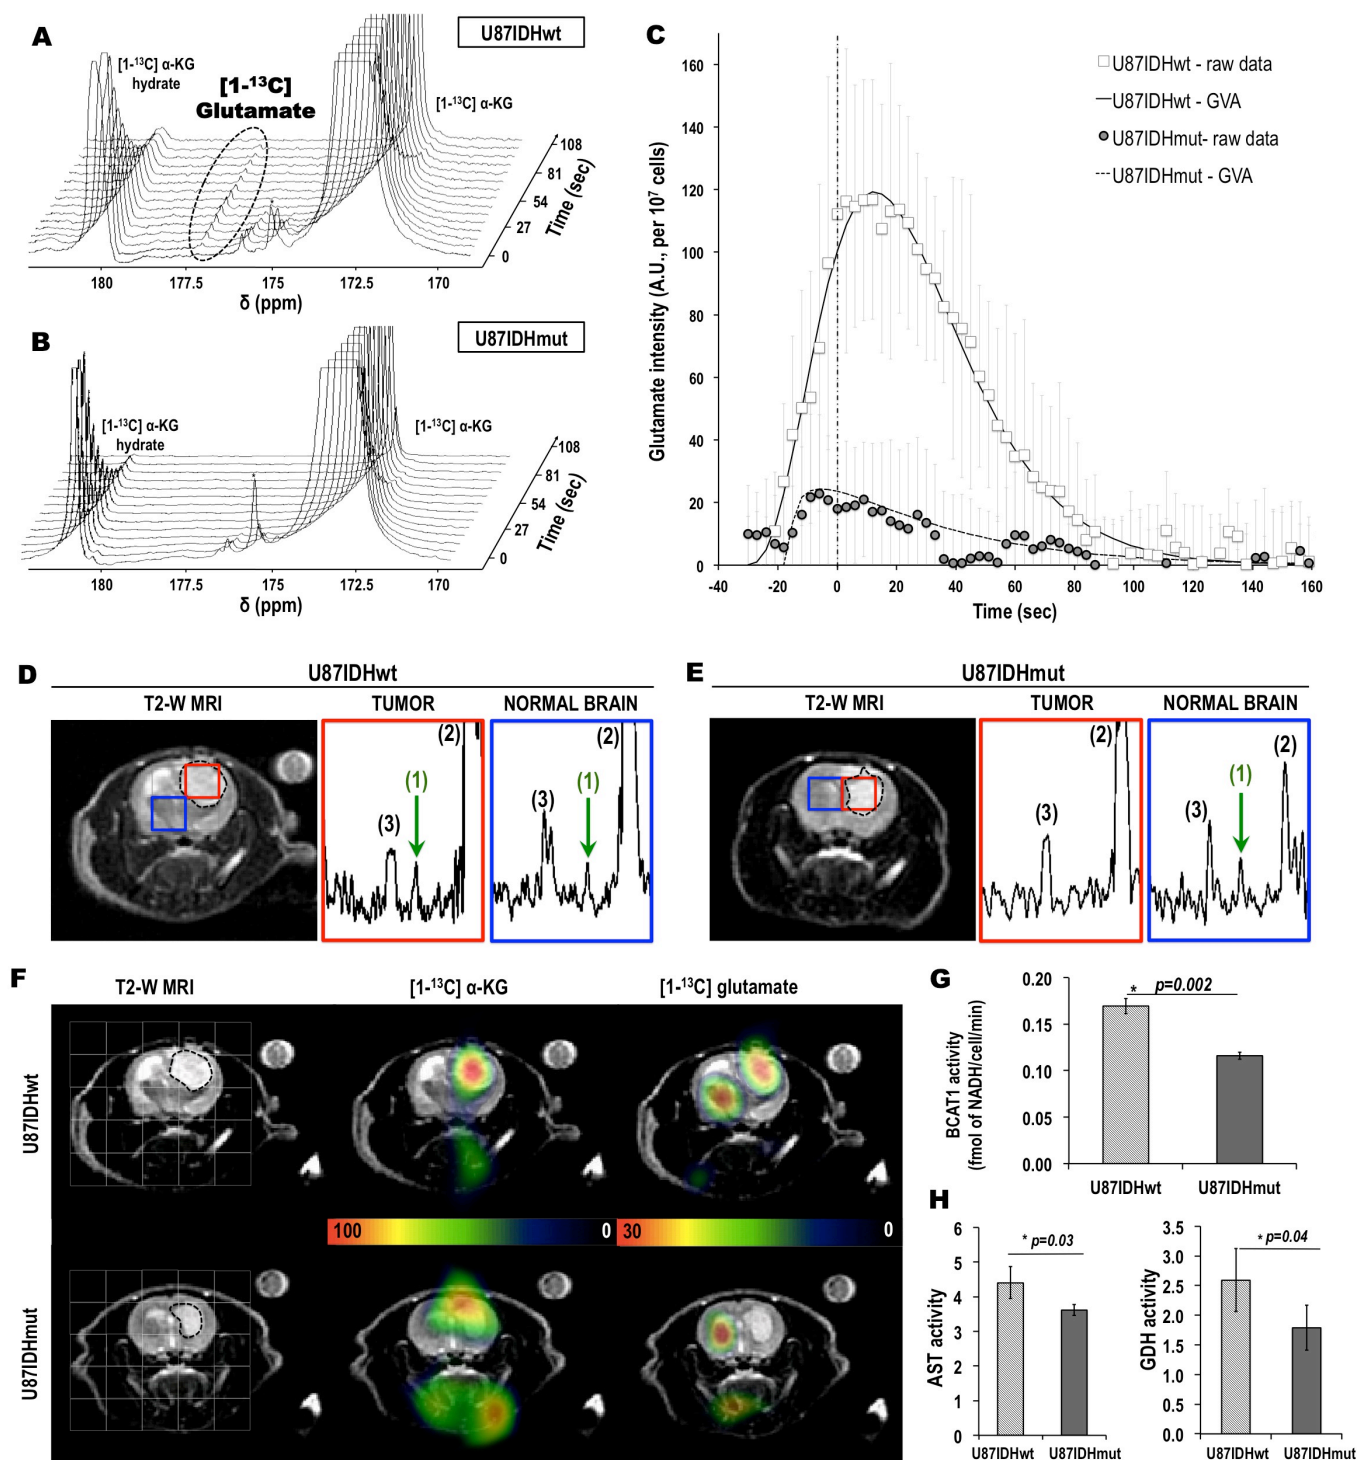 A
U87IDHwt
[1-¹³C] α-KG
hydrate
[1-¹³C]
Glutamate
[1-¹³C] α-KG
108
81
54
27
0
Time (sec)
180
177.5
175
172.5
170
δ (ppm)
B
U87IDHmut
[1-¹³C] α-KG
hydrate
[1-¹³C] α-KG
108
81
54
27
0
Time (sec)
180
177.5
175
172.5
170
δ (ppm)
C
Glutamate intensity (A.U., per 10⁷ cells)
160
140
120
100
80
60
40
20
0
-40
-20
0
20
40
60
80
100
120
140
160
Time (sec)
U87IDHwt - raw data
U87IDHwt - GVA
U87IDHmut- raw data
U87IDHmut - GVA
D
U87IDHwt
T2-W MRI
TUMOR
NORMAL BRAIN
(2)
(1)
(3)
(2)
(1)
(3)
E
U87IDHmut
T2-W MRI
TUMOR
NORMAL BRAIN
(2)
(3)
(2)
(1)
(3)
F
T2-W MRI
[1-¹³C] α-KG
[1-¹³C] glutamate
U87IDHwt
100
0
30
0
U87IDHmut
G
BCAT1 activity
(fmol of NADH/cell/min)
0.20
0.15
0.10
0.05
0.00
* p=0.002
U87IDHwt
U87IDHmut
H
AST activity
6
5
4
3
2
1
0
* p=0.03
U87IDHwt
U87IDHmut
GDH activity
3.5
3.0
2.5
2.0
1.5
1.0
0.5
0.0
* p=0.04
U87IDHwt
U87IDHmut